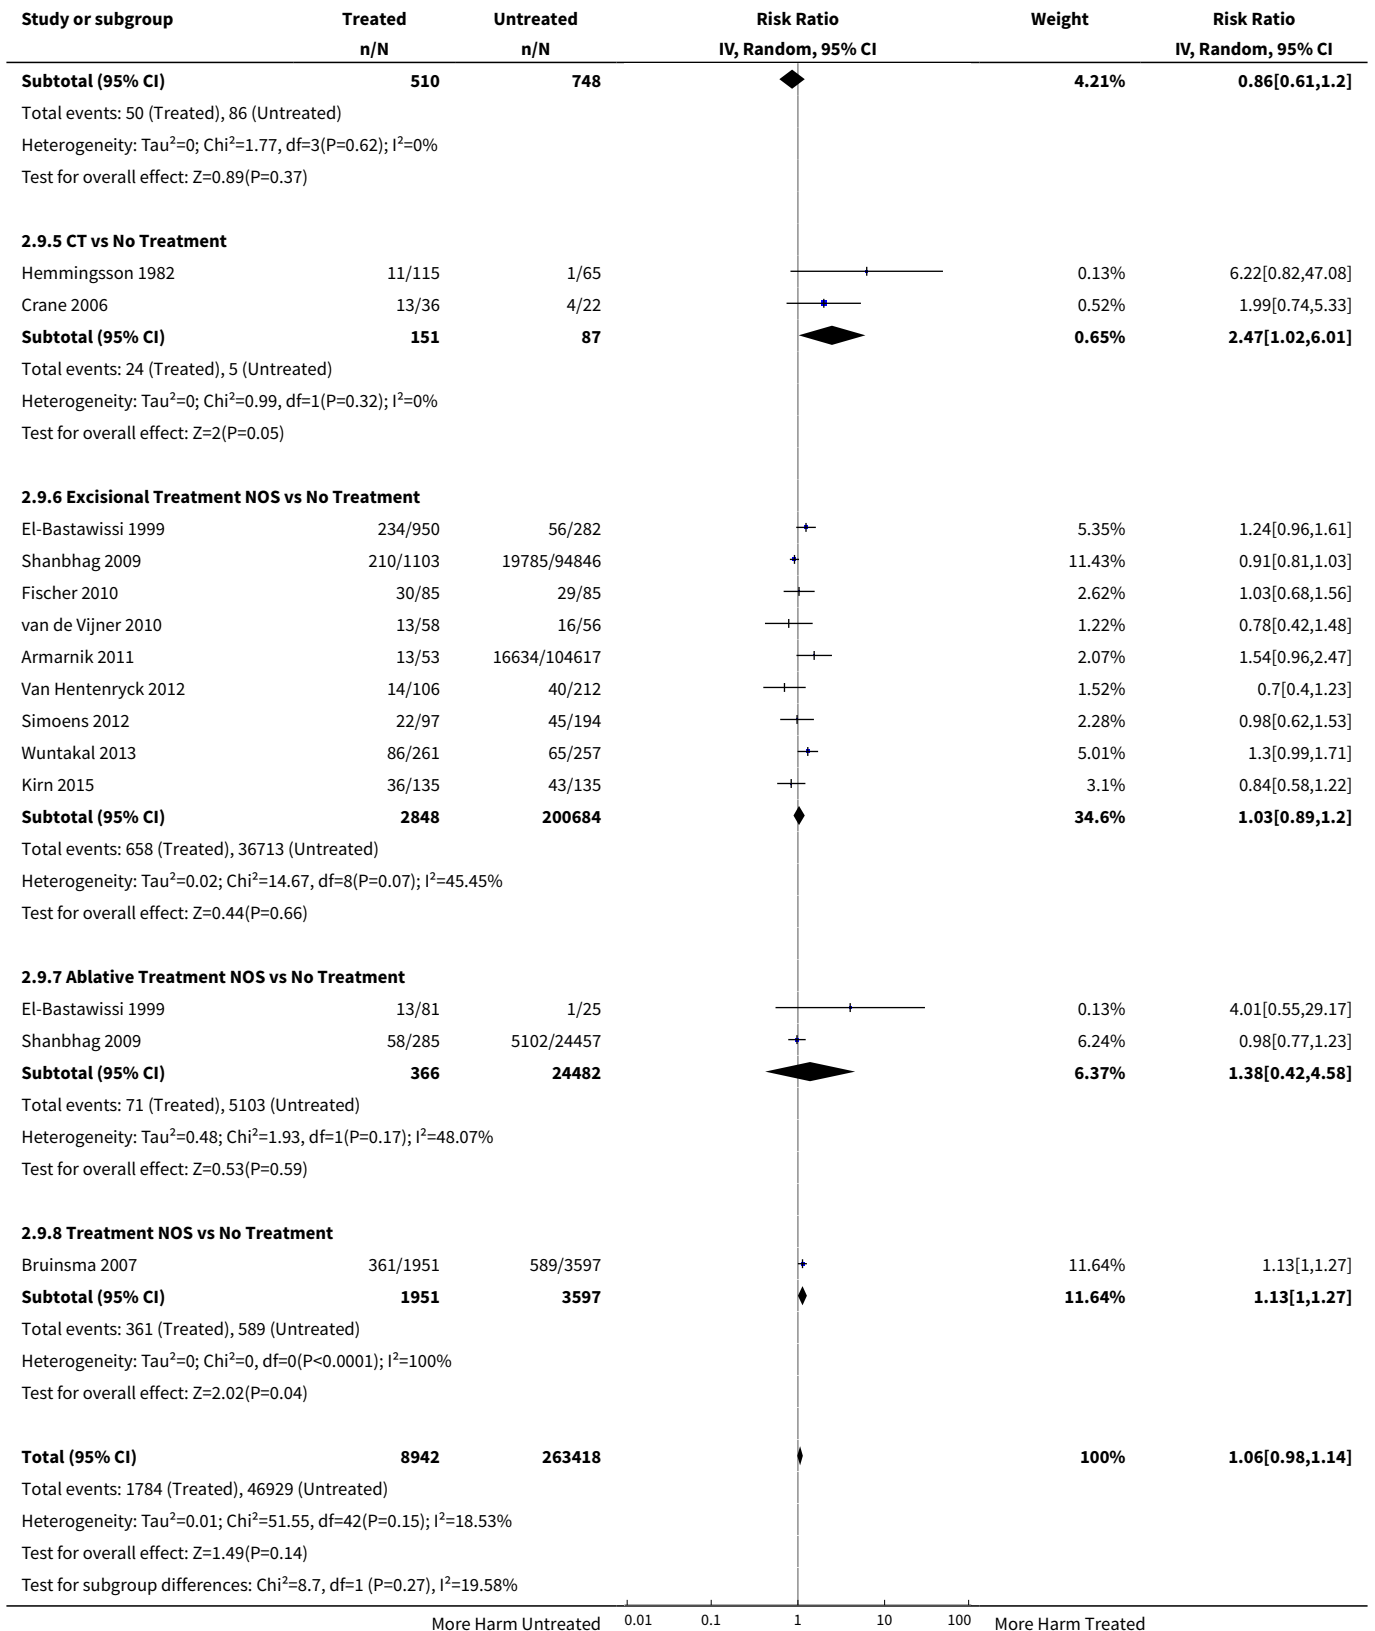 Study or subgroup Treated Untreated Risk Ratio Weight Risk Ratio
n/N n/N IV, Random, 95% CI IV, Random, 95% CI
Subtotal (95% CI) 510 748 4.21% 0.86[0.61,1.2]
Total events: 50 (Treated), 86 (Untreated)
Heterogeneity: Tau²=0; Chi²=1.77, df=3(P=0.62); I²=0%
Test for overall effect: Z=0.89(P=0.37)
2.9.5 CT vs No Treatment
Hemmingsson 1982 11/115 1/65 0.13% 6.22[0.82,47.08]
Crane 2006 13/36 4/22 0.52% 1.99[0.74,5.33]
Subtotal (95% CI) 151 87 0.65% 2.47[1.02,6.01]
Total events: 24 (Treated), 5 (Untreated)
Heterogeneity: Tau²=0; Chi²=0.99, df=1(P=0.32); I²=0%
Test for overall effect: Z=2(P=0.05)
2.9.6 Excisional Treatment NOS vs No Treatment
El-Bastawissi 1999 234/950 56/282 5.35% 1.24[0.96,1.61]
Shanbhag 2009 210/1103 19785/94846 11.43% 0.91[0.81,1.03]
Fischer 2010 30/85 29/85 2.62% 1.03[0.68,1.56]
van de Vijner 2010 13/58 16/56 1.22% 0.78[0.42,1.48]
Armarnik 2011 13/53 16634/104617 2.07% 1.54[0.96,2.47]
Van Hentenryck 2012 14/106 40/212 1.52% 0.7[0.4,1.23]
Simoens 2012 22/97 45/194 2.28% 0.98[0.62,1.53]
Wuntakal 2013 86/261 65/257 5.01% 1.3[0.99,1.71]
Kirn 2015 36/135 43/135 3.1% 0.84[0.58,1.22]
Subtotal (95% CI) 2848 200684 34.6% 1.03[0.89,1.2]
Total events: 658 (Treated), 36713 (Untreated)
Heterogeneity: Tau²=0.02; Chi²=14.67, df=8(P=0.07); I²=45.45%
Test for overall effect: Z=0.44(P=0.66)
2.9.7 Ablative Treatment NOS vs No Treatment
El-Bastawissi 1999 13/81 1/25 0.13% 4.01[0.55,29.17]
Shanbhag 2009 58/285 5102/24457 6.24% 0.98[0.77,1.23]
Subtotal (95% CI) 366 24482 6.37% 1.38[0.42,4.58]
Total events: 71 (Treated), 5103 (Untreated)
Heterogeneity: Tau²=0.48; Chi²=1.93, df=1(P=0.17); I²=48.07%
Test for overall effect: Z=0.53(P=0.59)
2.9.8 Treatment NOS vs No Treatment
Bruinsma 2007 361/1951 589/3597 11.64% 1.13[1,1.27]
Subtotal (95% CI) 1951 3597 11.64% 1.13[1,1.27]
Total events: 361 (Treated), 589 (Untreated)
Heterogeneity: Tau²=0; Chi²=0, df=0(P<0.0001); I²=100%
Test for overall effect: Z=2.02(P=0.04)
Total (95% CI) 8942 263418 100% 1.06[0.98,1.14]
Total events: 1784 (Treated), 46929 (Untreated)
Heterogeneity: Tau²=0.01; Chi²=51.55, df=42(P=0.15); I²=18.53%
Test for overall effect: Z=1.49(P=0.14)
Test for subgroup differences: Chi²=8.7, df=1 (P=0.27), I²=19.58%
More Harm Untreated 0.01 0.1 1 10 100 More Harm Treated